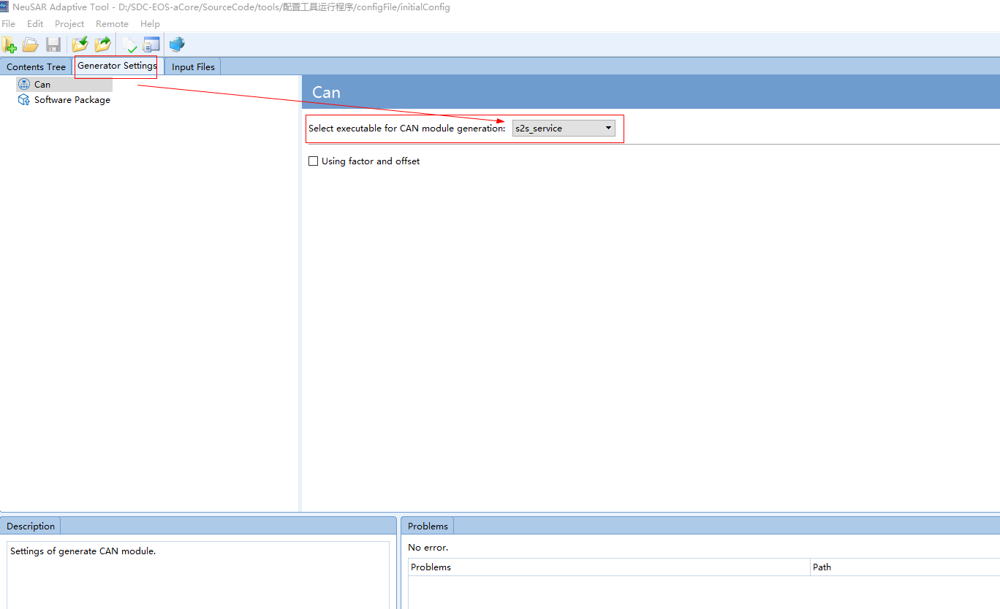 NeuSAR Adaptive Tool - D:/SDC-EOS-aCore/SourceCode/tools/配置工具运行程序/configFile/initialConfig
File Edit Project Remote Help
Contents Tree Generator Settings Input Files
Can
Software Package
Can
Select executable for CAN module generation: s2s_service
Using factor and offset
Description
Settings of generate CAN module.
Problems
No error.
Problems Path